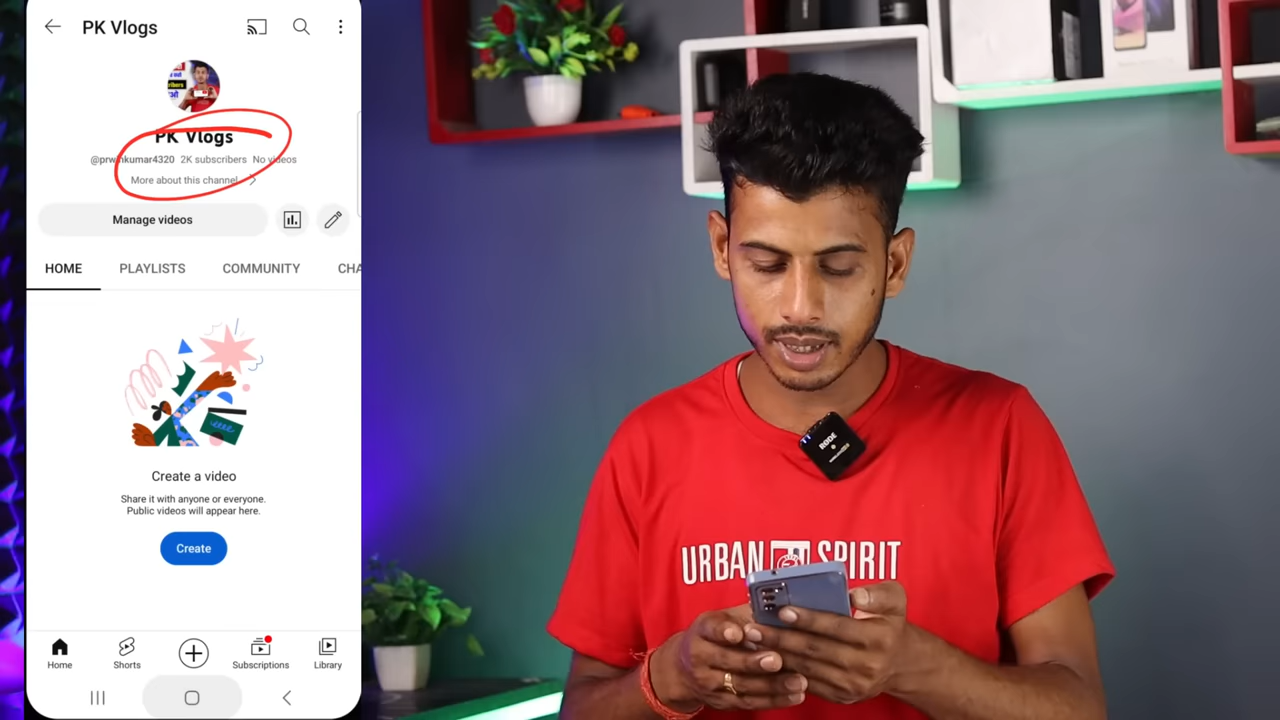 PK Vlogs
PK Vlogs
2K subscribers No videos
More about this channel
Manage videos
HOME PLAYLISTS COMMUNITY
Create a video
Share it with anyone or everyone.
Public videos will appear here.
Create
Home Shorts Subscriptions Library
RODE
URBAN SPIRIT